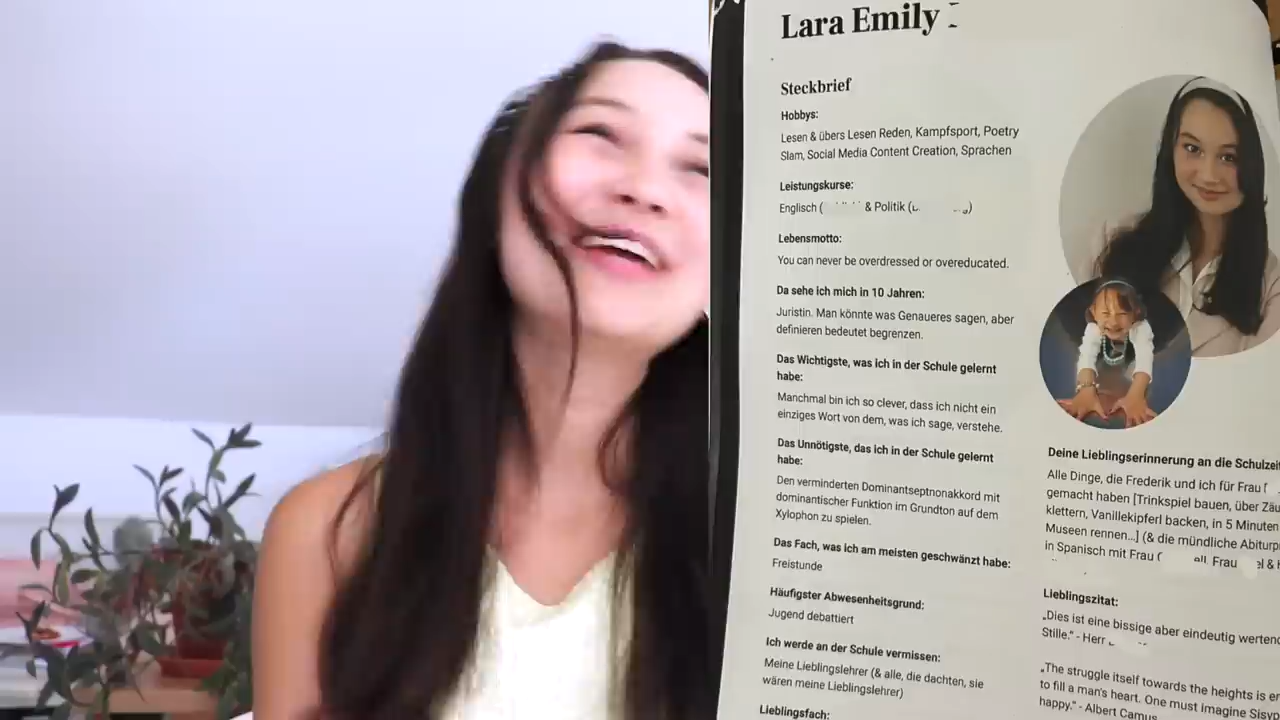 Lara Emily
Steckbrief
Hobbys:
Lesen & übers Lesen Reden, Kampfsport, Poetry
Slam, Social Media Content Creation, Sprachen
Leistungskurse:
Englisch ( & Politik ( )
Lebensmotto:
You can never be overdressed or overeducated.
Da sehe ich mich in 10 Jahren:
Juristin. Man könnte was Genaueres sagen, aber
definieren bedeutet begrenzen.
Das Wichtigste, was ich in der Schule gelernt
habe:
Manchmal bin ich so clever, dass ich nicht ein
einziges Wort von dem, was ich sage, verstehe.
Das Unnötigste, das ich in der Schule gelernt
habe:
Den verminderten Dominantseptnonakkord mit
dominantischer Funktion im Grundton auf dem
Xylophon zu spielen.
Das Fach, was ich am meisten geschwänzt habe:
Freistunde
Häufigster Abwesenheitsgrund:
Jugend debattiert
Ich werde an der Schule vermissen:
Meine Lieblingslehrer (& alle, die dachten, sie
wären meine Lieblingslehrer)
Lieblingsfach:
Deine Lieblingserinnerung an die
Alle Dinge, die Frederik und ich für Frau
gemacht haben [Trinkspiel bauen, über
klettern, Vanillekipferl backen, in 5 Minuten
Museen rennen...] (& die mündliche
in Spanisch mit Frau Frau &
Lieblingszitat:
„Dies ist eine bissige aber eindeutig
Stille." - Herr
„The struggle itself towards the heights is
to fill a man's heart. One must imagine
happy." - Albert Camus